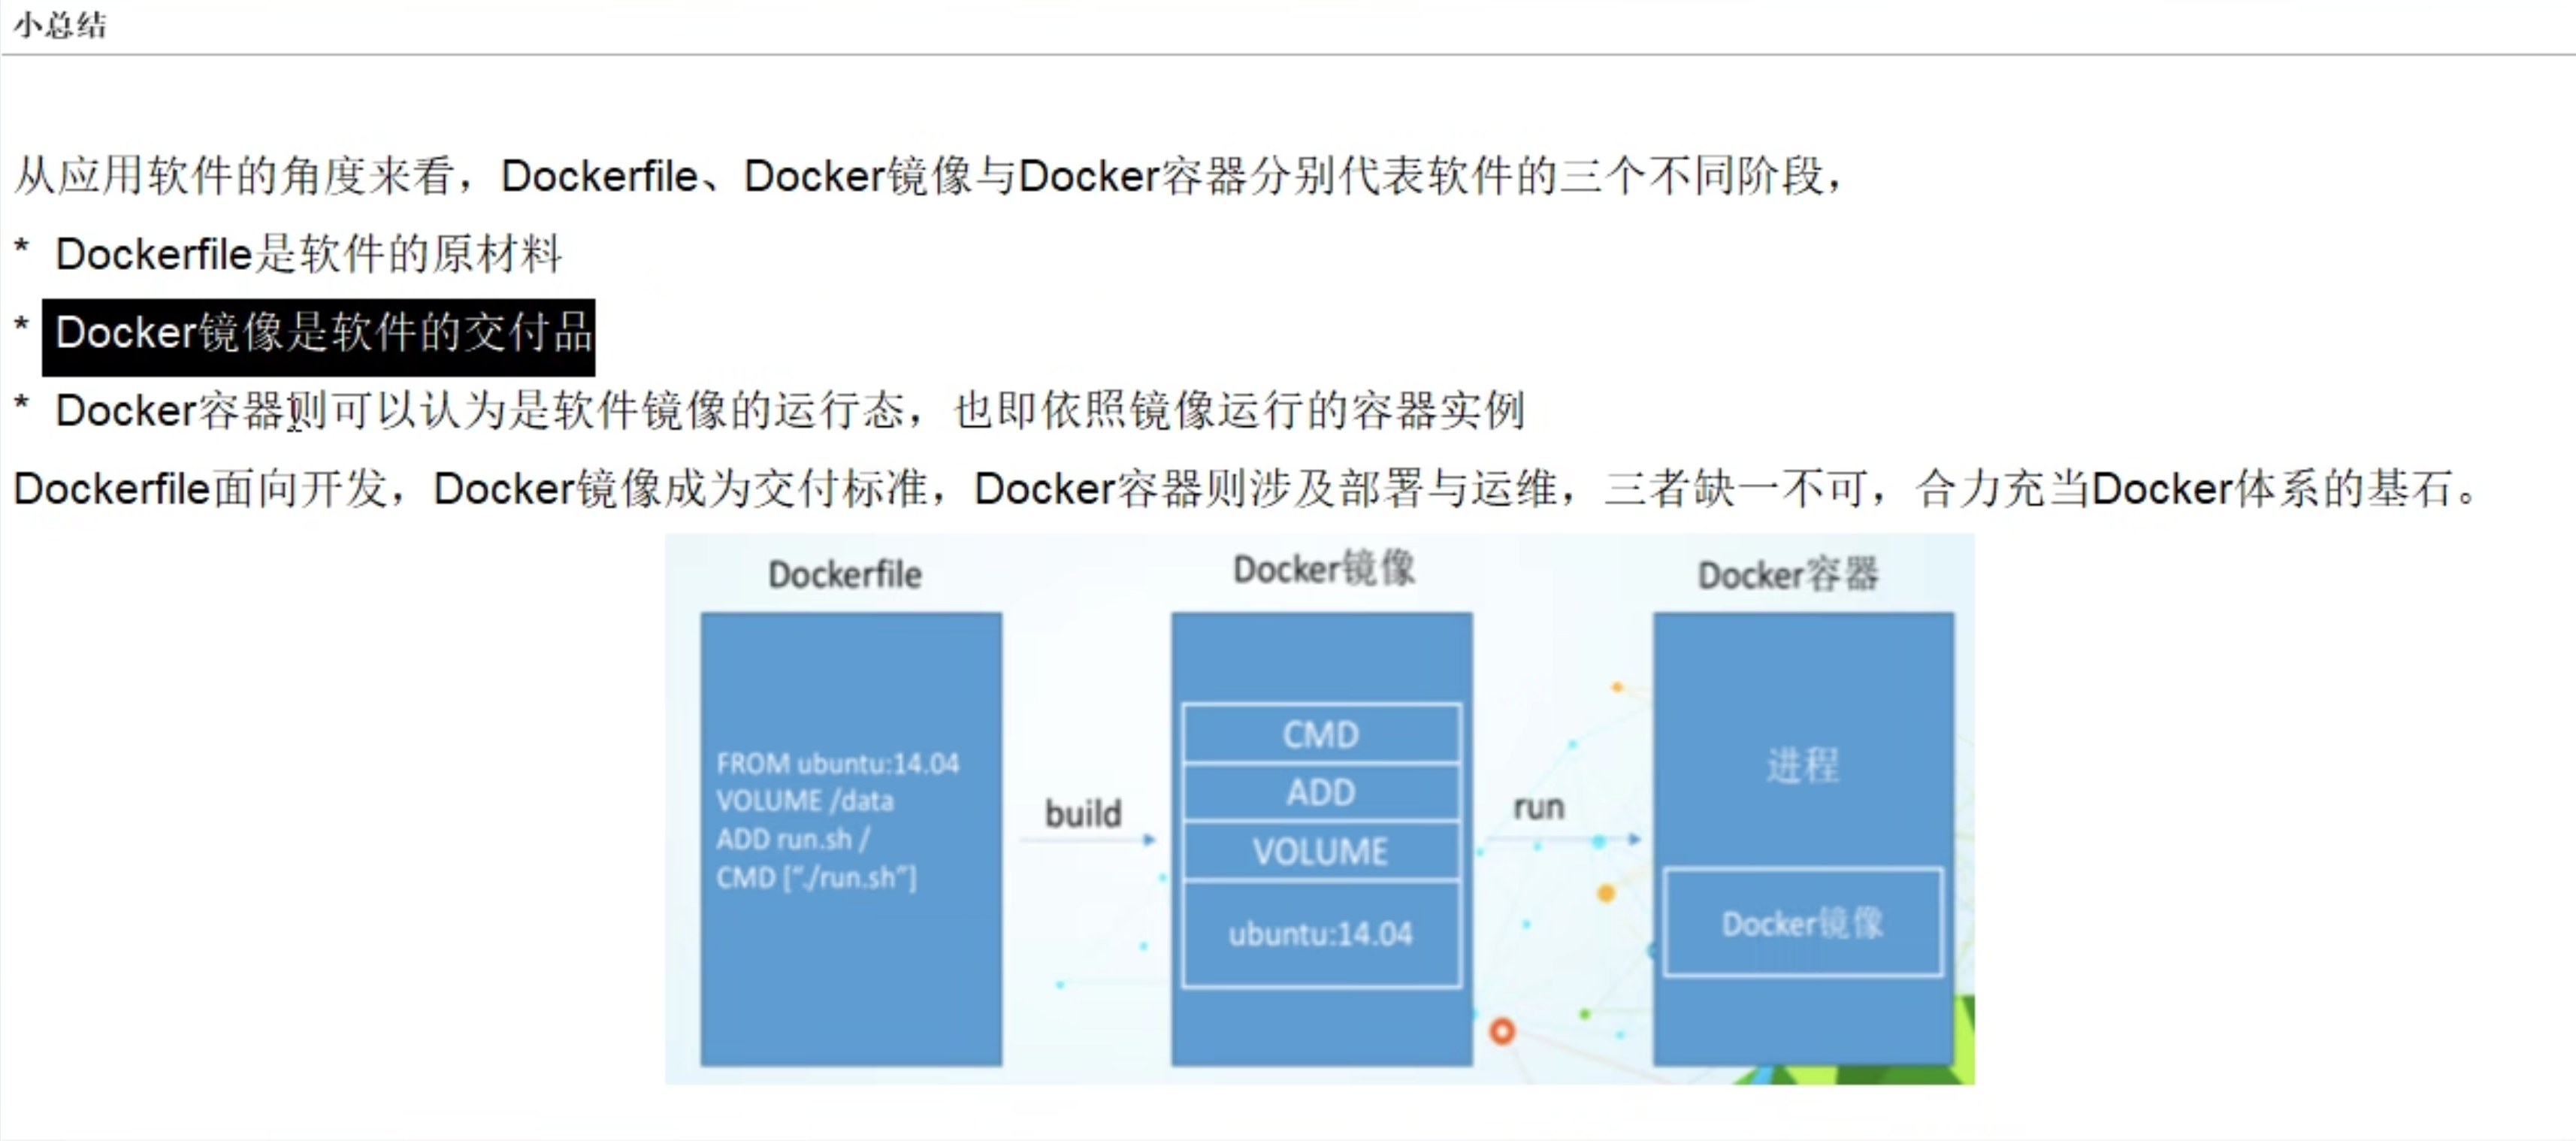 小总结
从应用软件的角度来看，Dockerfile、Docker镜像与Docker容器分别代表软件的三个不同阶段，
* Dockerfile是软件的原材料
* Docker镜像是软件的交付品
* Docker容器则可以认为是软件镜像的运行态，也即依照镜像运行的容器实例
Dockerfile面向开发，Docker镜像成为交付标准，Docker容器则涉及部署与运维，三者缺一不可，合力充当Docker体系的基石。
Dockerfile
FROM ubuntu:14.04
VOLUME /data
ADD run.sh /
CMD ["./run.sh"]
build
Docker镜像
CMD
ADD
VOLUME
ubuntu:14.04
run
Docker容器
进程
Docker镜像